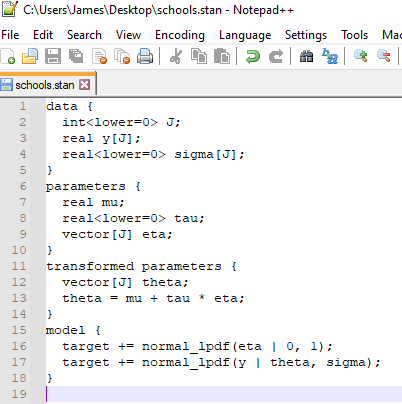 C:\Users\James\Desktop\schools.stan - Notepad++
File Edit Search View Encoding Language Settings Tools Mac
schools.stan
1 data {
2   int<lower=0> J;
3   real y[J];
4   real<lower=0> sigma[J];
5 }
6 parameters {
7   real mu;
8   real<lower=0> tau;
9   vector[J] eta;
10 }
11 transformed parameters {
12   vector[J] theta;
13   theta = mu + tau * eta;
14 }
15 model {
16   target += normal_lpdf(eta | 0, 1);
17   target += normal_lpdf(y | theta, sigma);
18 }
19